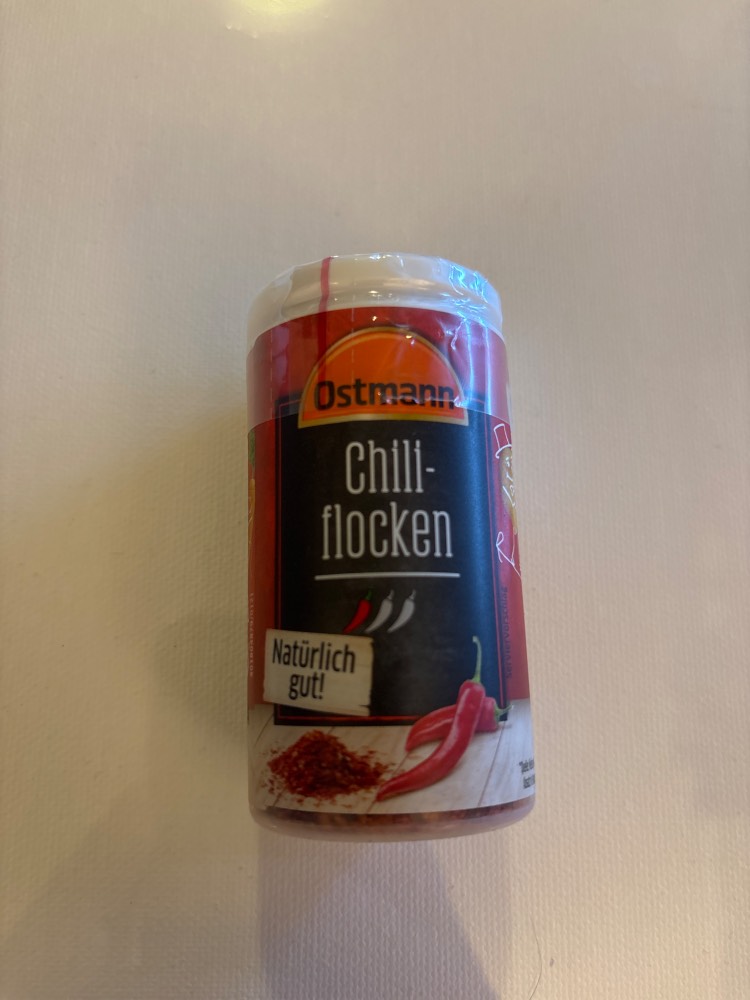 Ostmann
Chili-
flocken
Natürlich
gut!